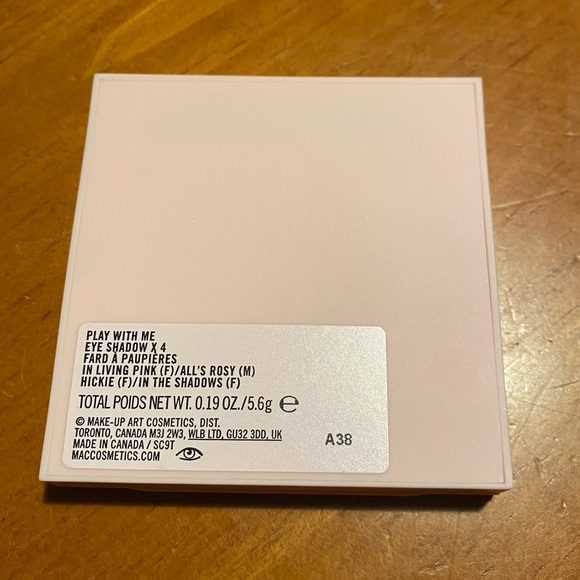 PLAY WITH ME
EYE SHADOW X 4
FARD À PAUPIÈRES
IN LIVING PINK (F)/ALL'S ROSY (M)
HICKIE (F)/IN THE SHADOWS (F)
TOTAL POIDS NET WT. 0.19 OZ./5.6g ℮
© MAKE-UP ART COSMETICS, DIST.
TORONTO, CANADA M3J 2W3, WLB LTD, GU32 3DD, UK
MADE IN CANADA / SC9T
MACCOSMETICS.COM
A38